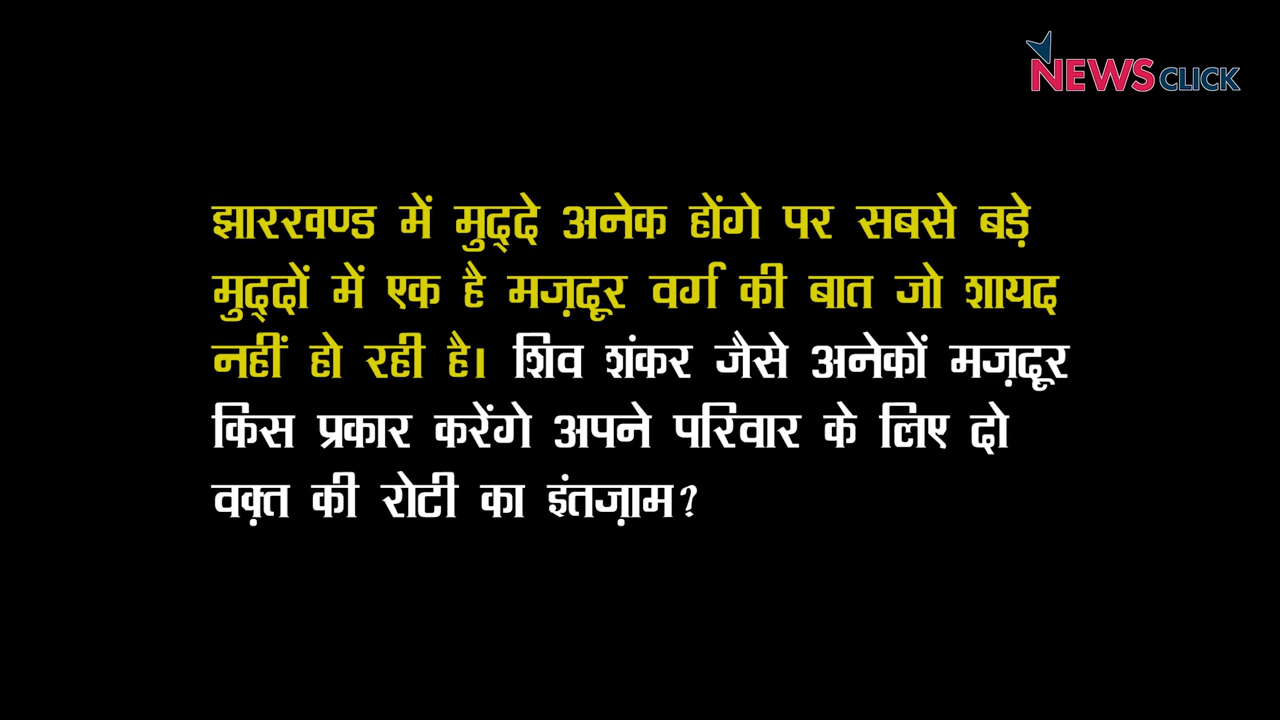 NEWSCLICK
झारखण्ड में मुद्दे अनेक होंगे पर सबसे बड़े
मुद्दों में एक है मज़दूर वर्ग की बात जो शायद
नहीं हो रही है। शिव शंकर जैसे अनेकों मज़दूर
किस प्रकार करेंगे अपने परिवार के लिए दो
वक़्त की रोटी का इंतज़ाम?